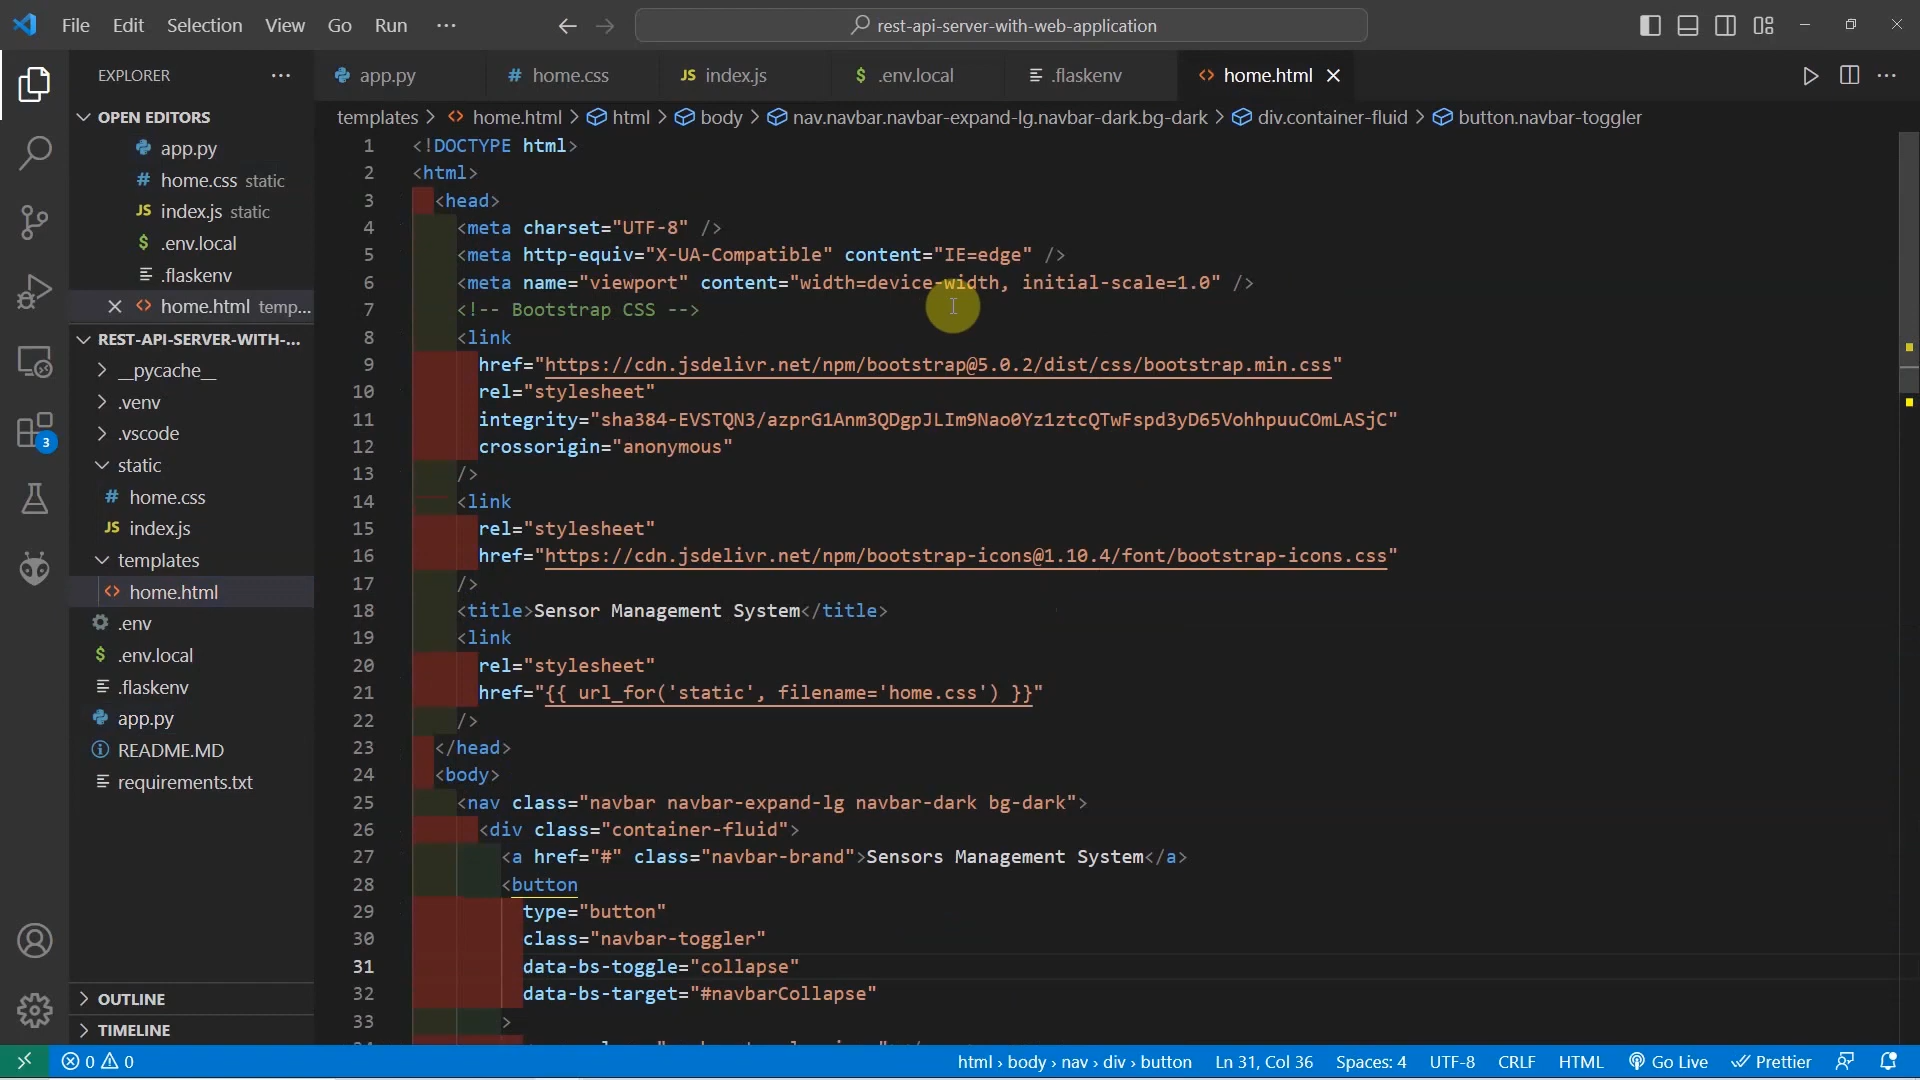 File Edit Selection View Go Run ··· rest-api-server-with-web-application
EXPLORER ···
app.py home.css index.js .env.local .flaskenv home.html ···
templates > home.html > html > body > nav.navbar.navbar-expand-lg.navbar-dark.bg-dark > div.container-fluid > button.navbar-toggler
OPEN EDITORS
app.py
home.css static
index.js static
.env.local
.flaskenv
home.html temp...
REST-API-SERVER-WITH-...
__pycache__
.venv
.vscode
static
home.css
index.js
templates
home.html
.env
.env.local
.flaskenv
app.py
README.MD
requirements.txt
OUTLINE
TIMELINE
3
1 <!DOCTYPE html>
2 <html>
3 <head>
4 <meta charset="UTF-8" />
5 <meta http-equiv="X-UA-Compatible" content="IE=edge" />
6 <meta name="viewport" content="width=device-width, initial-scale=1.0" />
7 <!-- Bootstrap CSS -->
8 <link
9 href="https://cdn.jsdelivr.net/npm/bootstrap@5.0.2/dist/css/bootstrap.min.css"
10 rel="stylesheet"
11 integrity="sha384-EVSTQN3/azprG1Anm3QDgpJLIm9Nao0Yz1ztcQTwFspd3yD65VohhpuuCOmLASjC"
12 crossorigin="anonymous"
13 />
14 <link
15 rel="stylesheet"
16 href="https://cdn.jsdelivr.net/npm/bootstrap-icons@1.10.4/font/bootstrap-icons.css"
17 />
18 <title>Sensor Management System</title>
19 <link
20 rel="stylesheet"
21 href="{{ url_for('static', filename='home.css') }}"
22 />
23 </head>
24 <body>
25 <nav class="navbar navbar-expand-lg navbar-dark bg-dark">
26 <div class="container-fluid">
27 <a href="#" class="navbar-brand">Sensors Management System</a>
28 <button
29 type="button"
30 class="navbar-toggler"
31 data-bs-toggle="collapse"
32 data-bs-target="#navbarCollapse"
33 >
0 0 html › body › nav › div › button Ln 31, Col 36 Spaces: 4 UTF-8 CRLF HTML Go Live Prettier